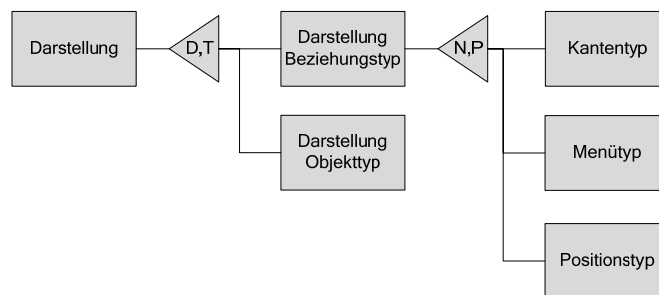 Darstellung
D,T
Darstellung
Beziehungstyp
N,P
Kantentyp
Darstellung
Objekttyp
Menütyp
Positionstyp